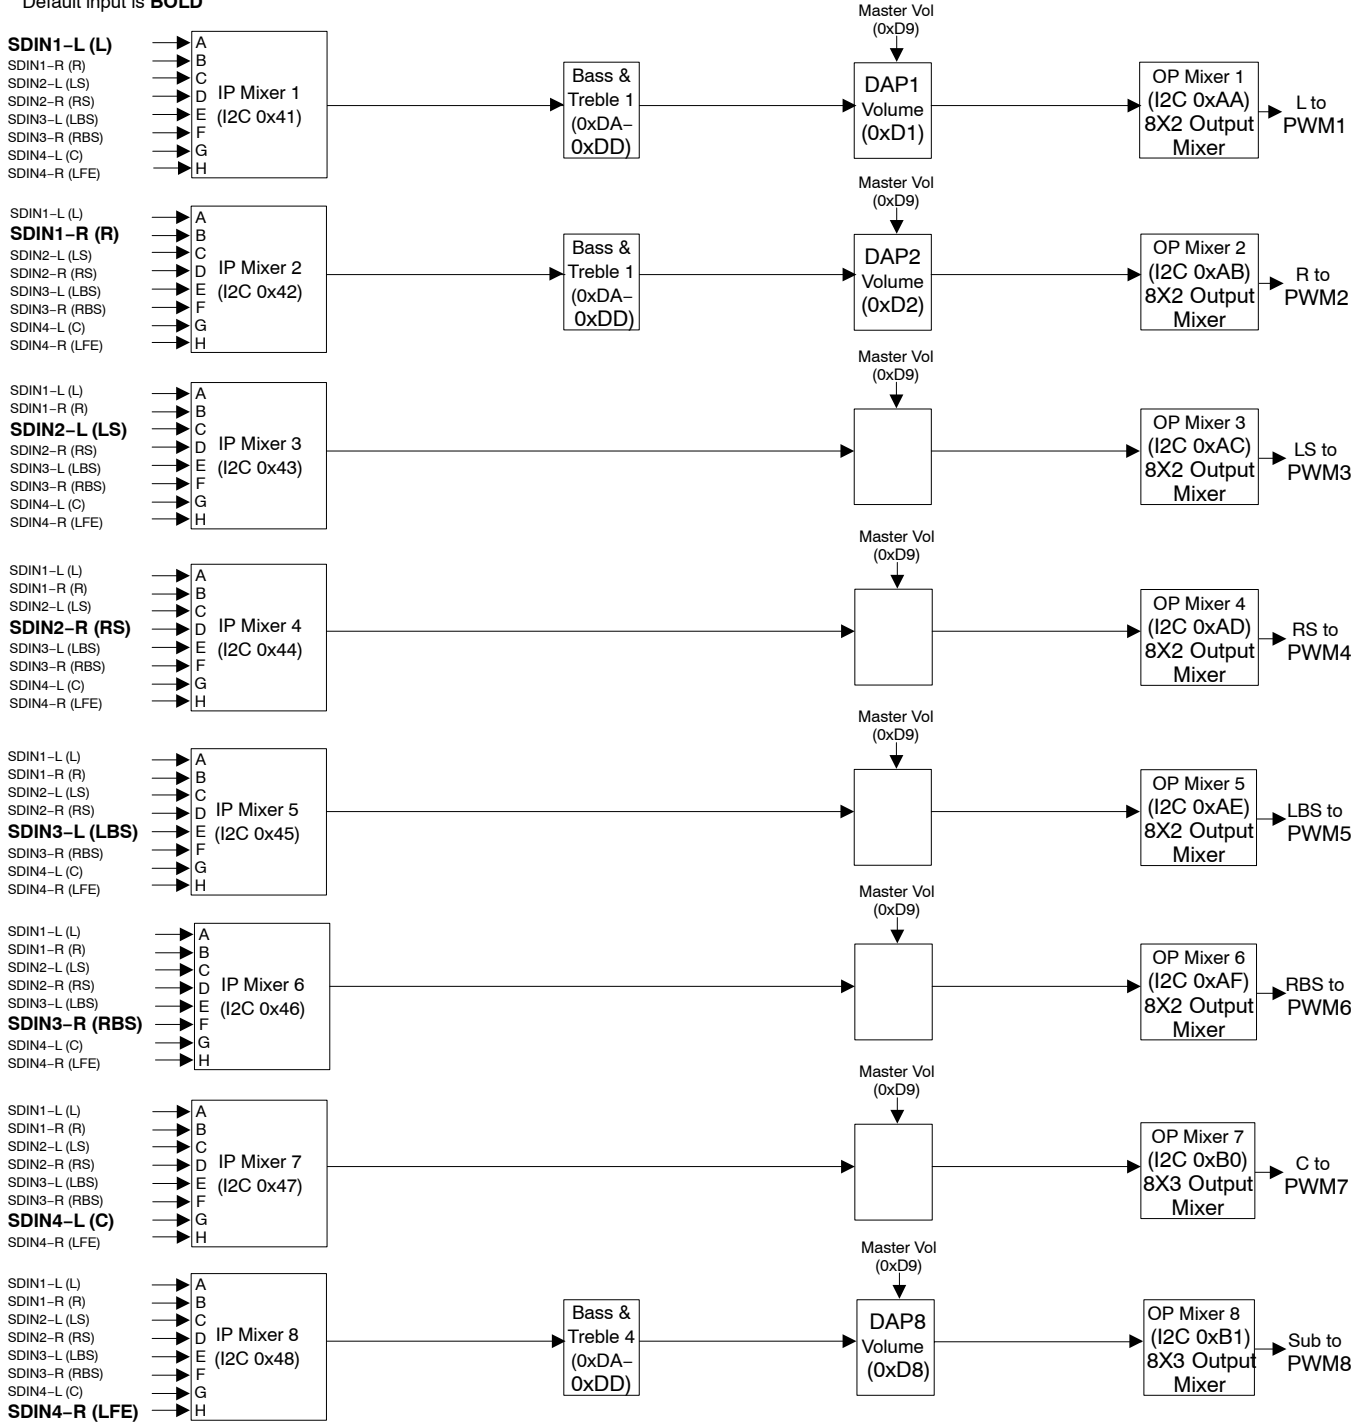 Default input is BOLD
Master Vol
(0xD9)
SDIN1−L (L)
SDIN1−R (R)
SDIN2−L (LS)
SDIN2−R (RS)
SDIN3−L (LBS)
SDIN3−R (RBS)
SDIN4−L (C)
SDIN4−R (LFE)
A
B
C
D
E
F
G
H
IP Mixer 1
(I2C 0x41)
Bass &
Treble 1
(0xDA−
0xDD)
DAP1
Volume
(0xD1)
OP Mixer 1
(I2C 0xAA)
8X2 Output
Mixer
L to
PWM1
Master Vol
(0xD9)
SDIN1−L (L)
SDIN1−R (R)
SDIN2−L (LS)
SDIN2−R (RS)
SDIN3−L (LBS)
SDIN3−R (RBS)
SDIN4−L (C)
SDIN4−R (LFE)
A
B
C
D
E
F
G
H
IP Mixer 2
(I2C 0x42)
Bass &
Treble 1
(0xDA−
0xDD)
DAP2
Volume
(0xD2)
OP Mixer 2
(I2C 0xAB)
8X2 Output
Mixer
R to
PWM2
Master Vol
(0xD9)
SDIN1−L (L)
SDIN1−R (R)
SDIN2−L (LS)
SDIN2−R (RS)
SDIN3−L (LBS)
SDIN3−R (RBS)
SDIN4−L (C)
SDIN4−R (LFE)
A
B
C
D
E
F
G
H
IP Mixer 3
(I2C 0x43)
OP Mixer 3
(I2C 0xAC)
8X2 Output
Mixer
LS to
PWM3
Master Vol
(0xD9)
SDIN1−L (L)
SDIN1−R (R)
SDIN2−L (LS)
SDIN2−R (RS)
SDIN3−L (LBS)
SDIN3−R (RBS)
SDIN4−L (C)
SDIN4−R (LFE)
A
B
C
D
E
F
G
H
IP Mixer 4
(I2C 0x44)
OP Mixer 4
(I2C 0xAD)
8X2 Output
Mixer
RS to
PWM4
Master Vol
(0xD9)
SDIN1−L (L)
SDIN1−R (R)
SDIN2−L (LS)
SDIN2−R (RS)
SDIN3−L (LBS)
SDIN3−R (RBS)
SDIN4−L (C)
SDIN4−R (LFE)
A
B
C
D
E
F
G
H
IP Mixer 5
(I2C 0x45)
OP Mixer 5
(I2C 0xAE)
8X2 Output
Mixer
LBS to
PWM5
Master Vol
(0xD9)
SDIN1−L (L)
SDIN1−R (R)
SDIN2−L (LS)
SDIN2−R (RS)
SDIN3−L (LBS)
SDIN3−R (RBS)
SDIN4−L (C)
SDIN4−R (LFE)
A
B
C
D
E
F
G
H
IP Mixer 6
(I2C 0x46)
OP Mixer 6
(I2C 0xAF)
8X2 Output
Mixer
RBS to
PWM6
Master Vol
(0xD9)
SDIN1−L (L)
SDIN1−R (R)
SDIN2−L (LS)
SDIN2−R (RS)
SDIN3−L (LBS)
SDIN3−R (RBS)
SDIN4−L (C)
SDIN4−R (LFE)
A
B
C
D
E
F
G
H
IP Mixer 7
(I2C 0x47)
OP Mixer 7
(I2C 0xB0)
8X3 Output
Mixer
C to
PWM7
Master Vol
(0xD9)
SDIN1−L (L)
SDIN1−R (R)
SDIN2−L (LS)
SDIN2−R (RS)
SDIN3−L (LBS)
SDIN3−R (RBS)
SDIN4−L (C)
SDIN4−R (LFE)
A
B
C
D
E
F
G
H
IP Mixer 8
(I2C 0x48)
Bass &
Treble 4
(0xDA−
0xDD)
DAP8
Volume
(0xD8)
OP Mixer 8
(I2C 0xB1)
8X3 Output
Mixer
Sub to
PWM8